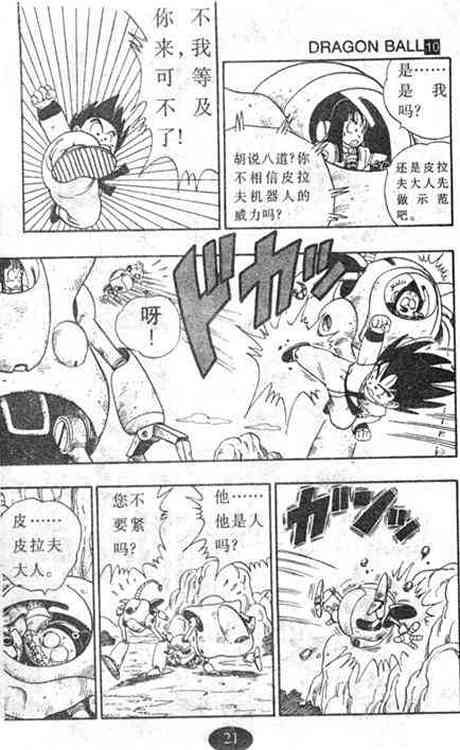 DRAGON BALL 10
是……
是 我
吗?
还是皮拉
夫大人先
做 示 范
吧。
胡说八道?你
不相信皮拉
夫机器人的
威力吗?
你 不
来,我
可 等
不 及
了!
ドカッ
呀!
ガンッ
他……
他是人
吗?
您不
要紧
吗?
皮……
皮拉夫
大人。
21